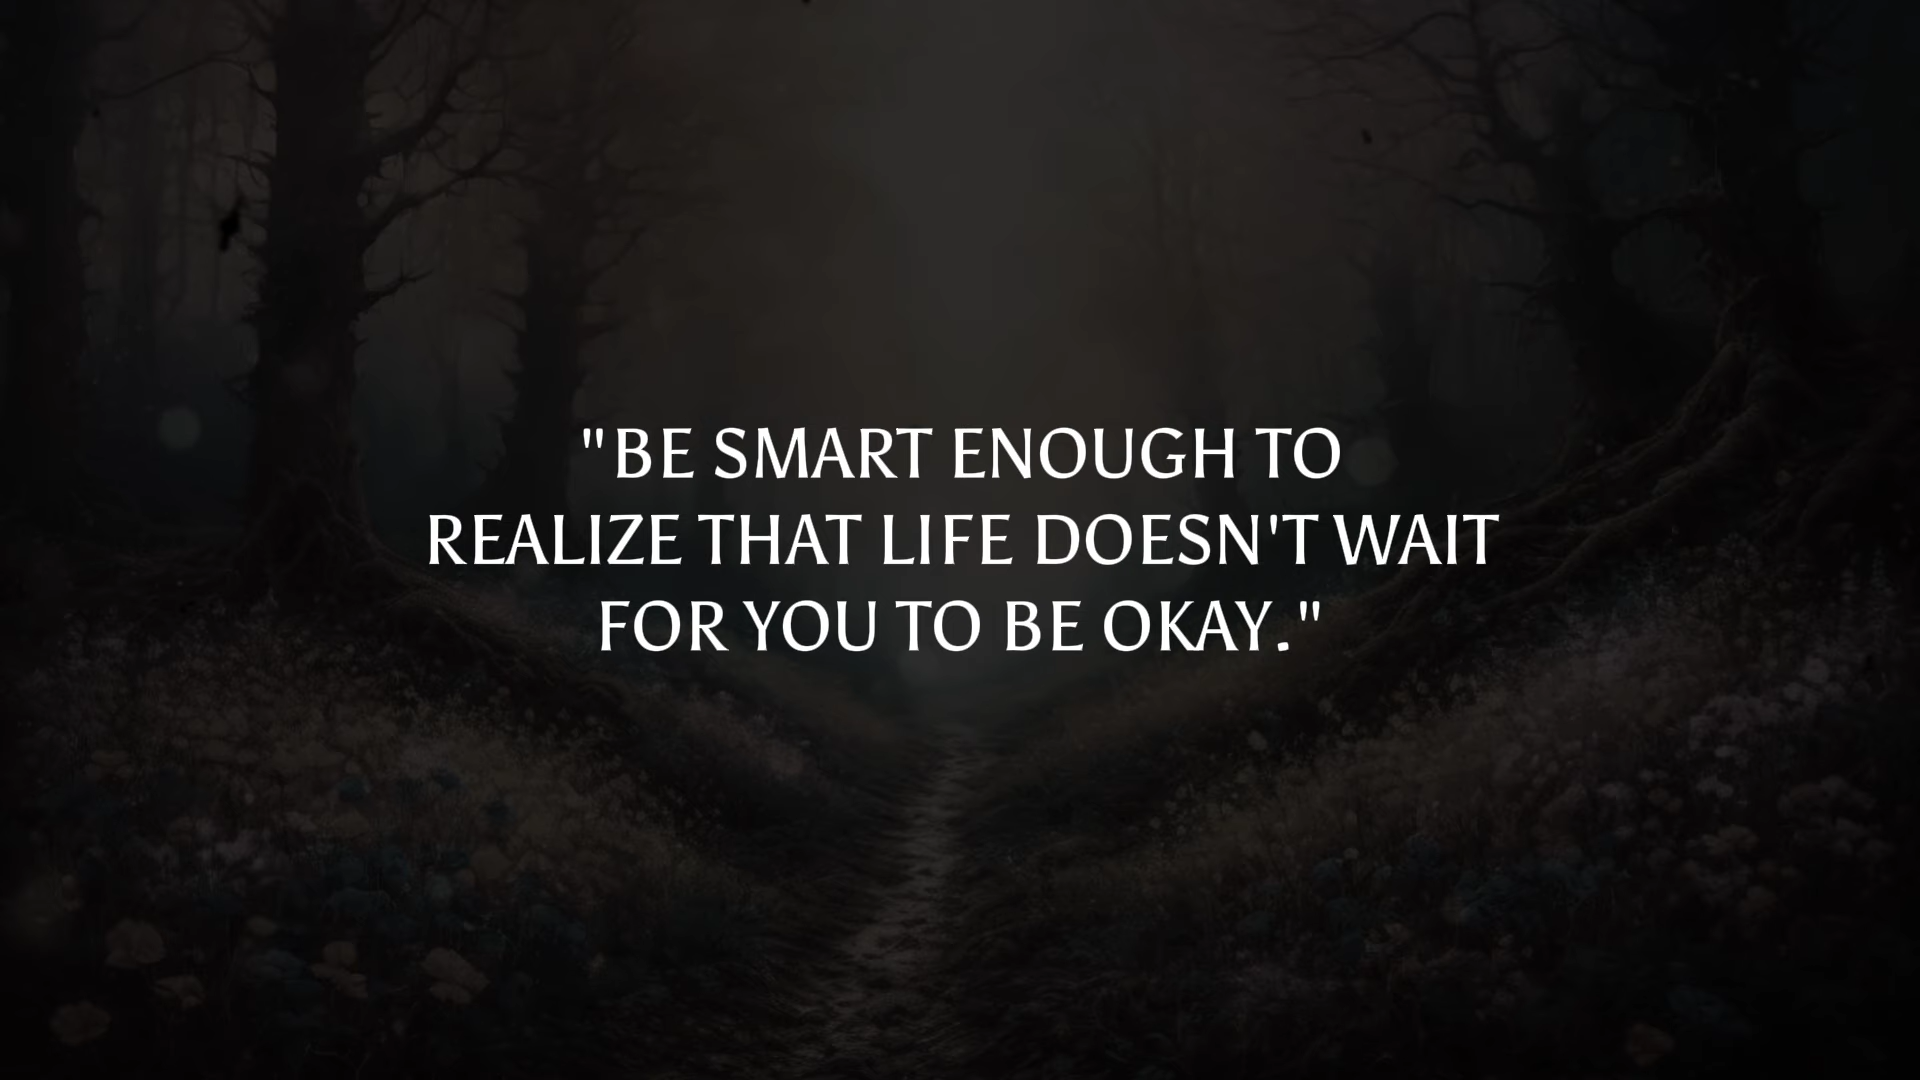 "BE SMART ENOUGH TO
REALIZE THAT LIFE DOESN'T WAIT
FOR YOU TO BE OKAY."